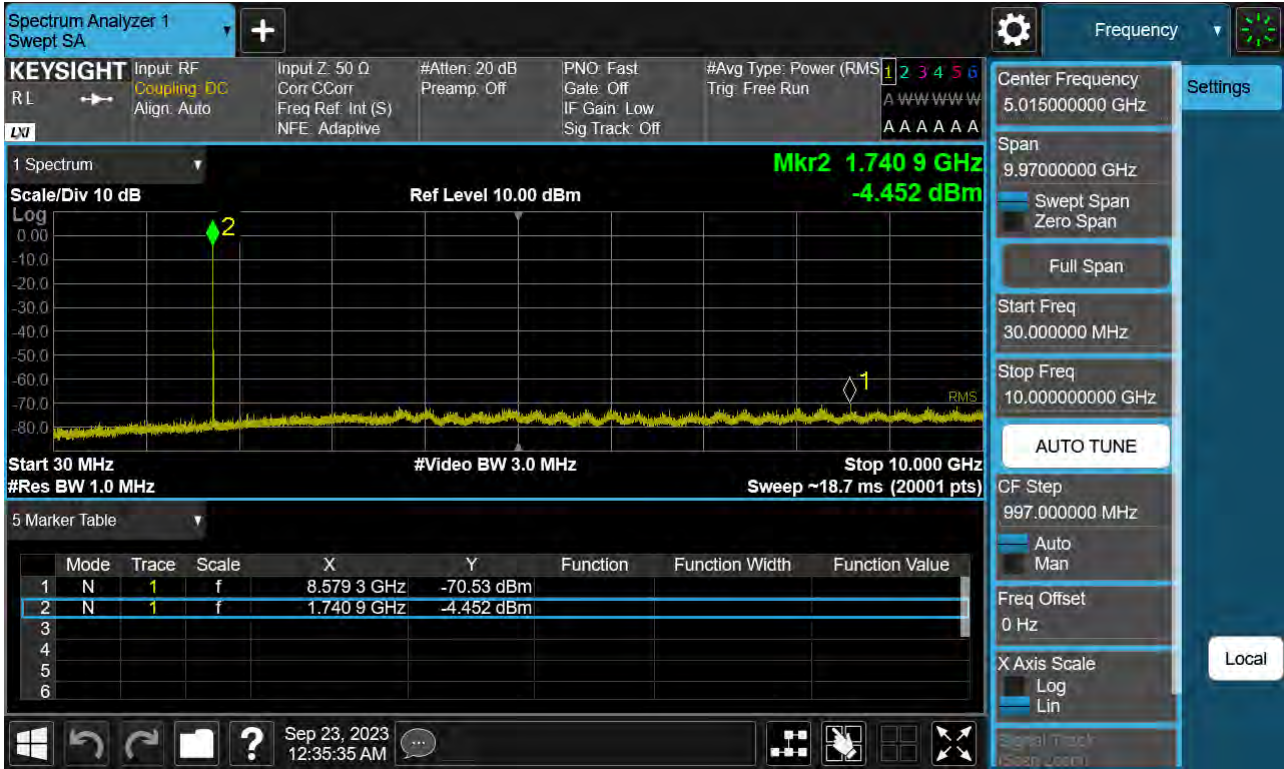 Spectrum Analyzer 1
Swept SA
Frequency
KEYSIGHT
RL
LXI
Input: RF
Coupling: DC
Align: Auto
Input Z: 50 Ω
Corr CCorr
Freq Ref: Int (S)
NFE: Adaptive
#Atten: 20 dB
Preamp: Off
PNO: Fast
Gate: Off
IF Gain: Low
Sig Track: Off
#Avg Type: Power (RMS
Trig: Free Run
1 2 3 4 5 6
A W W W W W
A A A A A A
1 Spectrum
Mkr2 1.740 9 GHz
-4.452 dBm
Scale/Div 10 dB
Ref Level 10.00 dBm
Log
0.00
-10.0
-20.0
-30.0
-40.0
-50.0
-60.0
-70.0
-80.0
2
1
RMS
Start 30 MHz
#Video BW 3.0 MHz
Stop 10.000 GHz
#Res BW 1.0 MHz
Sweep ~18.7 ms (20001 pts)
5 Marker Table
Mode Trace Scale X Y Function Function Width Function Value
1 N 1 f 8.579 3 GHz -70.53 dBm
2 N 1 f 1.740 9 GHz -4.452 dBm
3
4
5
6
Sep 23, 2023
12:35:35 AM
Center Frequency
5.015000000 GHz
Settings
Span
9.97000000 GHz
Swept Span
Zero Span
Full Span
Start Freq
30.000000 MHz
Stop Freq
10.000000000 GHz
AUTO TUNE
CF Step
997.000000 MHz
Auto
Man
Freq Offset
0 Hz
X Axis Scale
Log
Lin
Local
Signal Track
(Span Zoom)